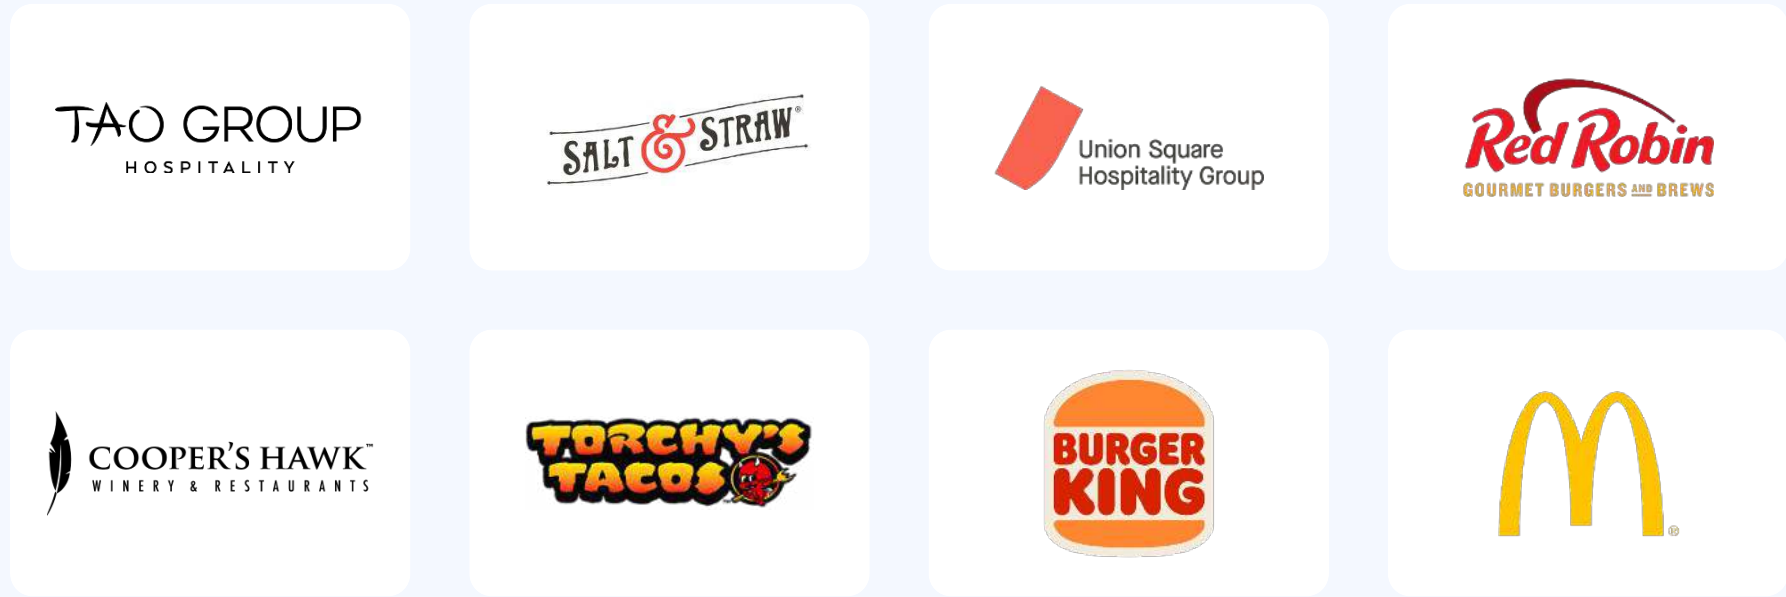 TAO GROUP
HOSPITALITY
SALT & STRAW®
Union Square
Hospitality Group
Red Robin
GOURMET BURGERS AND BREWS
COOPER'S HAWK™
WINERY & RESTAURANTS
TORCHY'S
TACOS
BURGER
KING
M
®